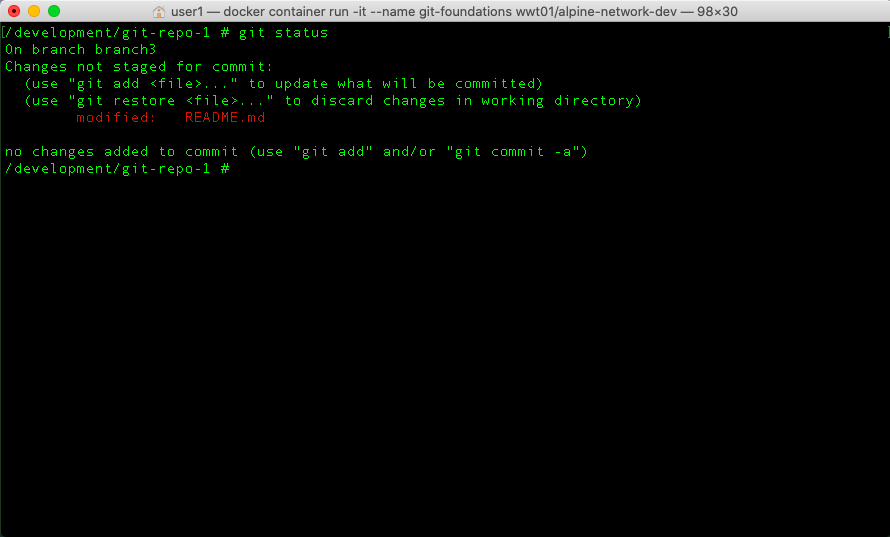 user1 — docker container run -it --name git-foundations wwt01/alpine-network-dev — 98×30
[/development/git-repo-1 # git status ]
On branch branch3
Changes not staged for commit:
  (use "git add <file>..." to update what will be committed)
  (use "git restore <file>..." to discard changes in working directory)
        modified:   README.md
no changes added to commit (use "git add" and/or "git commit -a")
/development/git-repo-1 #